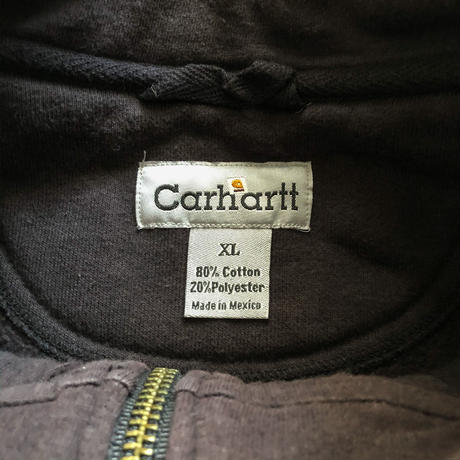 Carhartt
XL
80% Cotton
20%Polyester
Made in Mexico